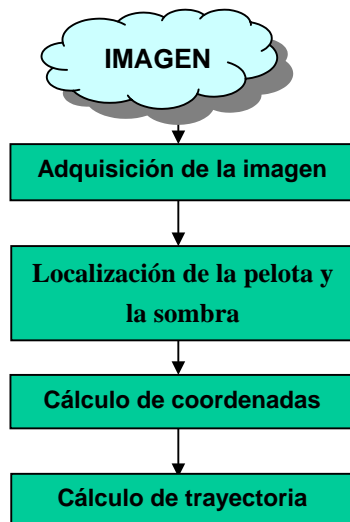 IMAGEN
Adquisición de la imagen
Localización de la pelota y
la sombra
Cálculo de coordenadas
Cálculo de trayectoria